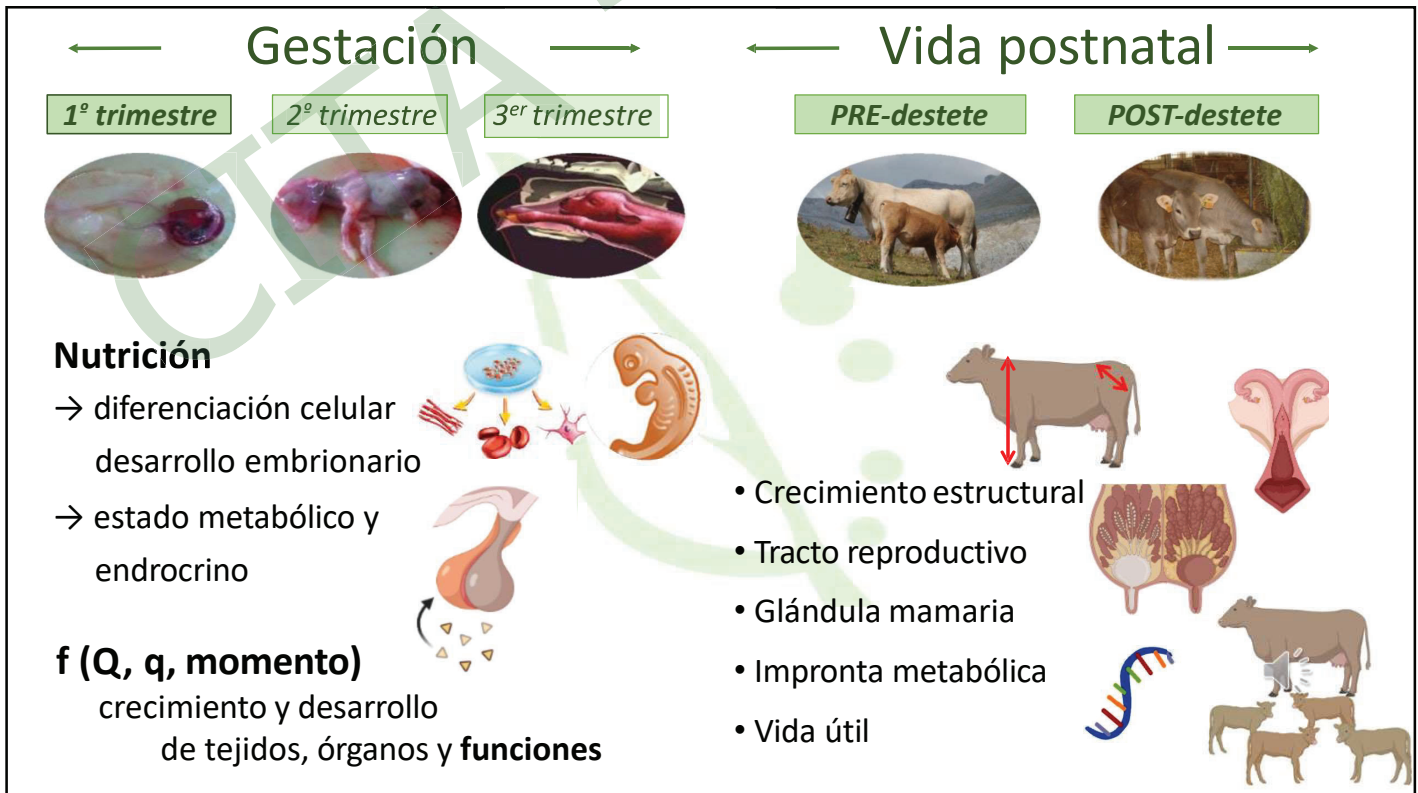 Gestación
Vida postnatal
1º trimestre
2º trimestre
3er trimestre
PRE-destete
POST-destete
CITA
Nutrición
→ diferenciación celular
desarrollo embrionario
→ estado metabólico y
endrocrino
f (Q, q, momento)
crecimiento y desarrollo
de tejidos, órganos y funciones
• Crecimiento estructural
• Tracto reproductivo
• Glándula mamaria
• Impronta metabólica
• Vida útil